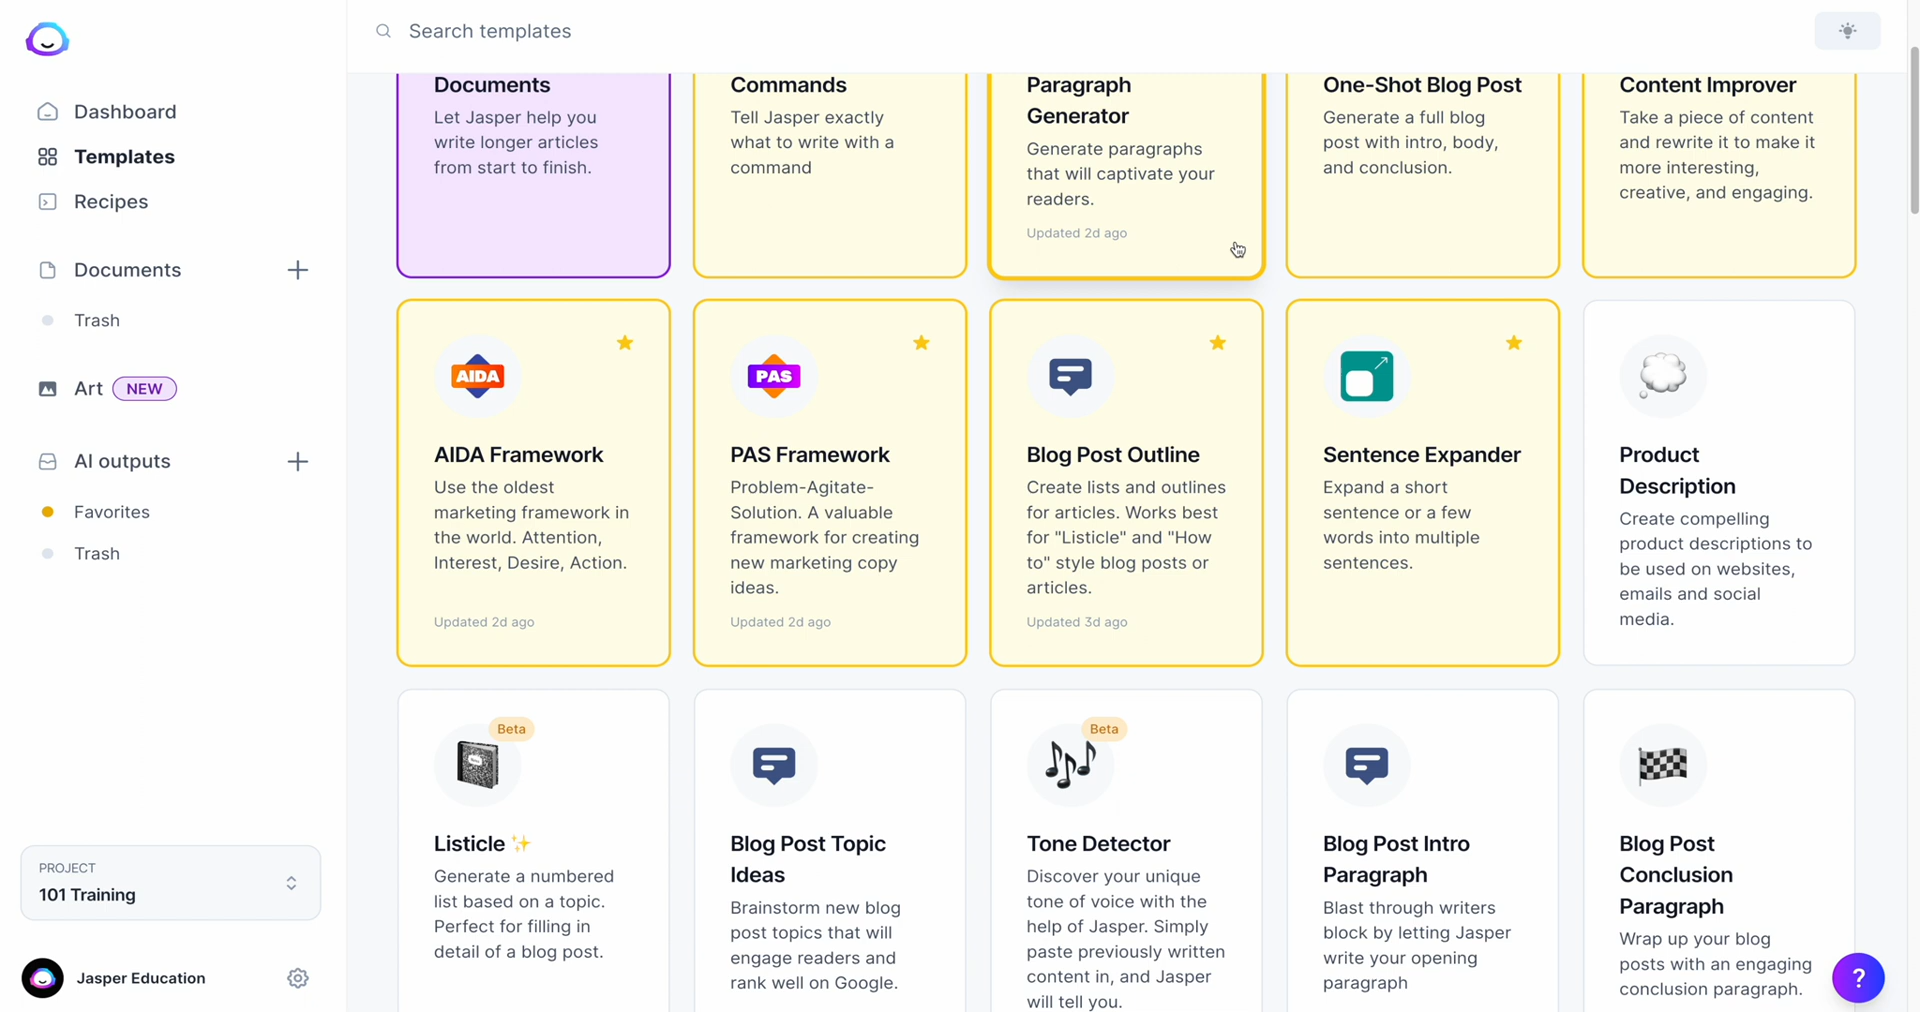 Search templates
Dashboard
Templates
Recipes
Documents
Trash
Art NEW
AI outputs
Favorites
Trash
PROJECT
101 Training
Jasper Education
Documents
Let Jasper help you
write longer articles
from start to finish.
Commands
Tell Jasper exactly
what to write with a
command
Paragraph
Generator
Generate paragraphs
that will captivate your
readers.
Updated 2d ago
One-Shot Blog Post
Generate a full blog
post with intro, body,
and conclusion.
Content Improver
Take a piece of content
and rewrite it to make it
more interesting,
creative, and engaging.
AIDA
AIDA Framework
Use the oldest
marketing framework in
the world. Attention,
Interest, Desire, Action.
Updated 2d ago
PAS
PAS Framework
Problem-Agitate-
Solution. A valuable
framework for creating
new marketing copy
ideas.
Updated 2d ago
Blog Post Outline
Create lists and outlines
for articles. Works best
for "Listicle" and "How
to" style blog posts or
articles.
Updated 3d ago
Sentence Expander
Expand a short
sentence or a few
words into multiple
sentences.
Product
Description
Create compelling
product descriptions to
be used on websites,
emails and social
media.
Beta
Listicle ✨
Generate a numbered
list based on a topic.
Perfect for filling in
detail of a blog post.
Blog Post Topic
Ideas
Brainstorm new blog
post topics that will
engage readers and
rank well on Google.
Beta
Tone Detector
Discover your unique
tone of voice with the
help of Jasper. Simply
paste previously written
content in, and Jasper
will tell you.
Blog Post Intro
Paragraph
Blast through writers
block by letting Jasper
write your opening
paragraph
Blog Post
Conclusion
Paragraph
Wrap up your blog
posts with an engaging
conclusion paragraph.
?